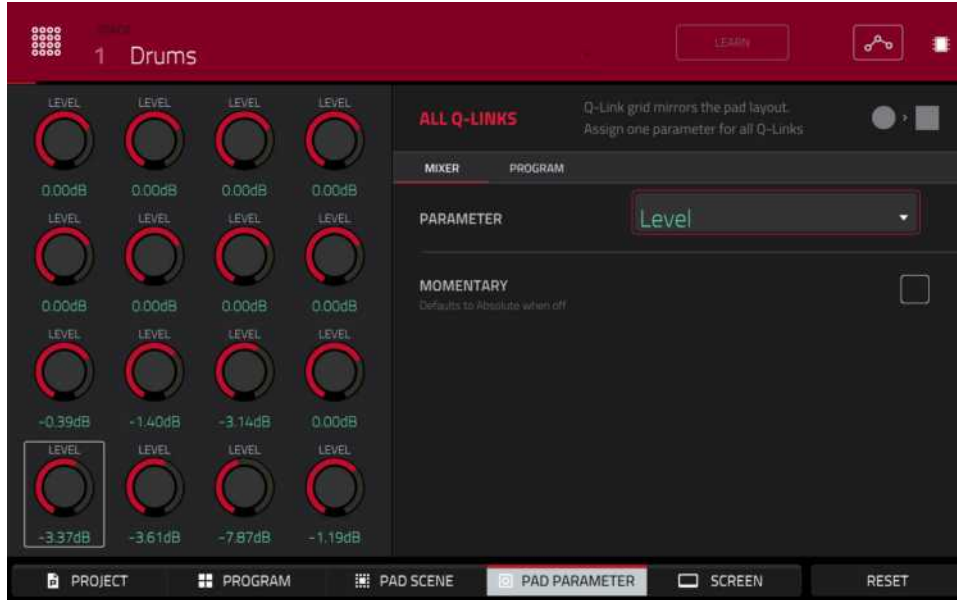 1 Drums
LEARN
LEVEL LEVEL LEVEL LEVEL
0.00dB 0.00dB 0.00dB 0.00dB
LEVEL LEVEL LEVEL LEVEL
0.00dB 0.00dB 0.00dB 0.00dB
LEVEL LEVEL LEVEL LEVEL
-0.39dB -1.40dB -3.14dB 0.00dB
LEVEL LEVEL LEVEL LEVEL
-3.37dB -3.61dB -7.87dB -1.19dB
ALL Q-LINKS
Q-Link grid mirrors the pad layout.
Assign one parameter for all Q-Links
MIXER PROGRAM
PARAMETER Level
MOMENTARY
Defaults to Absolute when off
PROJECT PROGRAM PAD SCENE PAD PARAMETER SCREEN RESET